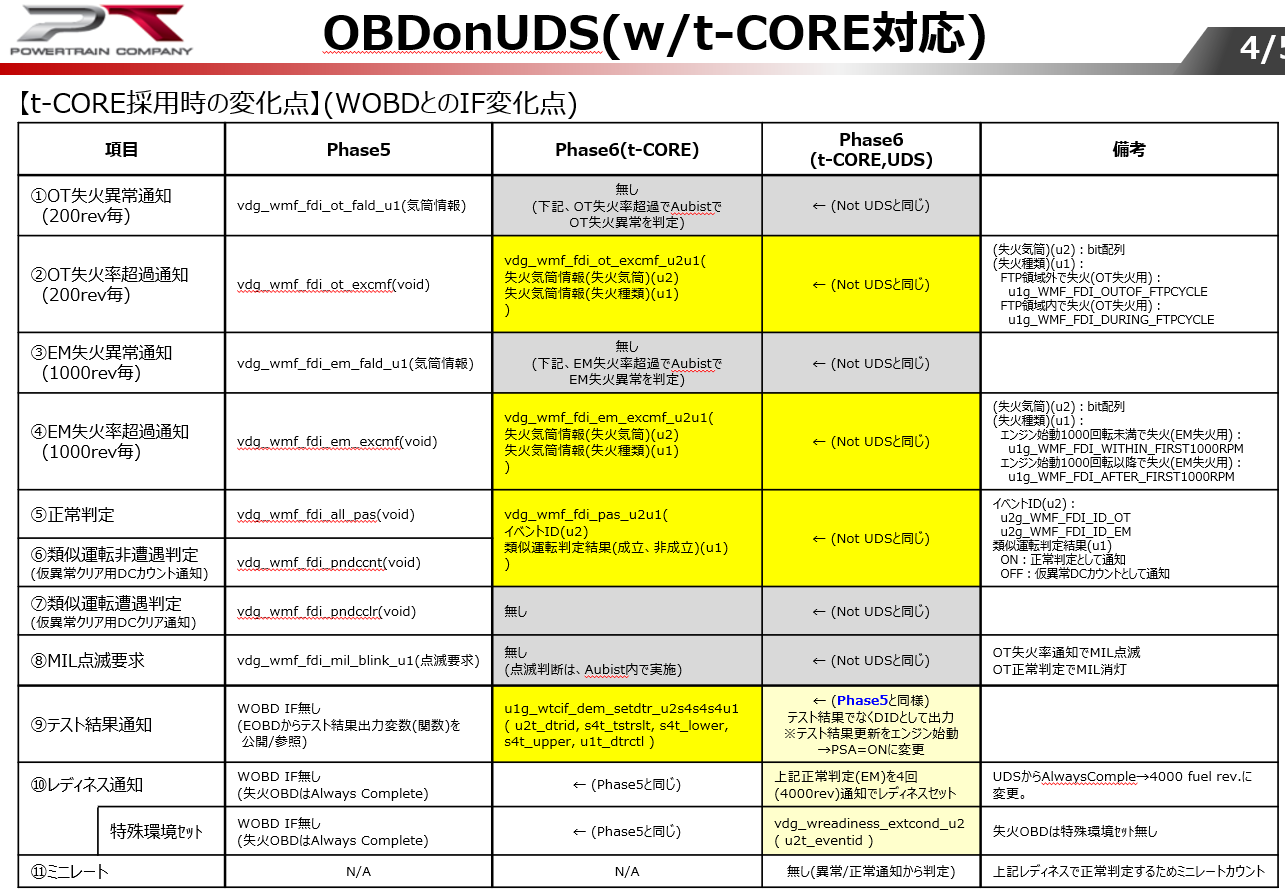 POWERTRAIN COMPANY
OBDonUDS(w/t-CORE対応)
4/5
【t-CORE採用時の変化点】(WOBDとのIF変化点)
項目
Phase5
Phase6(t-CORE)
Phase6
(t-CORE,UDS)
備考
①OT失火異常通知
(200rev毎)
vdg_wmf_fdi_ot_fald_u1(気筒情報)
無し
(下記、OT失火率超過でAubistで
OT失火異常を判定)
← (Not UDSと同じ)
②OT失火率超過通知
(200rev毎)
vdg_wmf_fdi_ot_excmf(void)
vdg_wmf_fdi_ot_excmf_u2u1(
失火気筒情報(失火気筒)(u2)
失火気筒情報(失火種類)(u1)
)
← (Not UDSと同じ)
(失火気筒)(u2)：bit配列
(失火種類)(u1)：
FTP領域外で失火(OT失火用)：
u1g_WMF_FDI_OUTOF_FTPCYCLE
FTP領域内で失火(OT失火用)：
u1g_WMF_FDI_DURING_FTPCYCLE
③EM失火異常通知
(1000rev毎)
vdg_wmf_fdi_em_fald_u1(気筒情報)
無し
(下記、EM失火率超過でAubistで
EM失火異常を判定)
← (Not UDSと同じ)
④EM失火率超過通知
(1000rev毎)
vdg_wmf_fdi_em_excmf(void)
vdg_wmf_fdi_em_excmf_u2u1(
失火気筒情報(失火気筒)(u2)
失火気筒情報(失火種類)(u1)
)
← (Not UDSと同じ)
(失火気筒)(u2)：bit配列
(失火種類)(u1)：
エンジン始動1000回転未満で失火(EM失火用)：
u1g_WMF_FDI_WITHIN_FIRST1000RPM
エンジン始動1000回転以降で失火(EM失火用)：
u1g_WMF_FDI_AFTER_FIRST1000RPM
⑤正常判定
vdg_wmf_fdi_all_pas(void)
vdg_wmf_fdi_pas_u2u1(
イベントID(u2)
類似運転判定結果(成立、非成立)(u1)
)
← (Not UDSと同じ)
イベントID(u2)：
u2g_WMF_FDI_ID_OT
u2g_WMF_FDI_ID_EM
類似運転判定結果(u1)
ON：正常判定として通知
OFF：仮異常DCカウントとして通知
⑥類似運転非遭遇判定
(仮異常クリア用DCカウント通知)
vdg_wmf_fdi_pndccnt(void)
⑦類似運転遭遇判定
(仮異常クリア用DCクリア通知)
vdg_wmf_fdi_pndcclr(void)
無し
← (Not UDSと同じ)
⑧MIL点滅要求
vdg_wmf_fdi_mil_blink_u1(点滅要求)
無し
(点滅判断は、Aubist内で実施)
← (Not UDSと同じ)
OT失火率通知でMIL点滅
OT正常判定でMIL消灯
⑨テスト結果通知
WOBD IF無し
(EOBDからテスト結果出力変数(関数)を
公開/参照)
u1g_wtcif_dem_setdtr_u2s4s4s4u1
( u2t_dtrid, s4t_tstrslt, s4t_lower,
s4t_upper, u1t_dtrctl )
← (Phase5と同様)
テスト結果でなくDIDとして出力
※テスト結果更新をエンジン始動
→PSA=ONに変更
⑩レディネス通知
WOBD IF無し
(失火OBDはAlways Complete)
← (Phase5と同じ)
上記正常判定(EM)を4回
(4000rev)通知でレディネスセット
UDSからAlwaysComple→4000 fuel rev.に
変更。
特殊環境ｾｯﾄ
WOBD IF無し
(失火OBDはAlways Complete)
← (Phase5と同じ)
vdg_wreadiness_extcond_u2
( u2t_eventid )
失火OBDは特殊環境ｾｯﾄ無し
⑪ミニレート
N/A
N/A
無し(異常/正常通知から判定)
上記レディネスで正常判定するためミニレートカウント